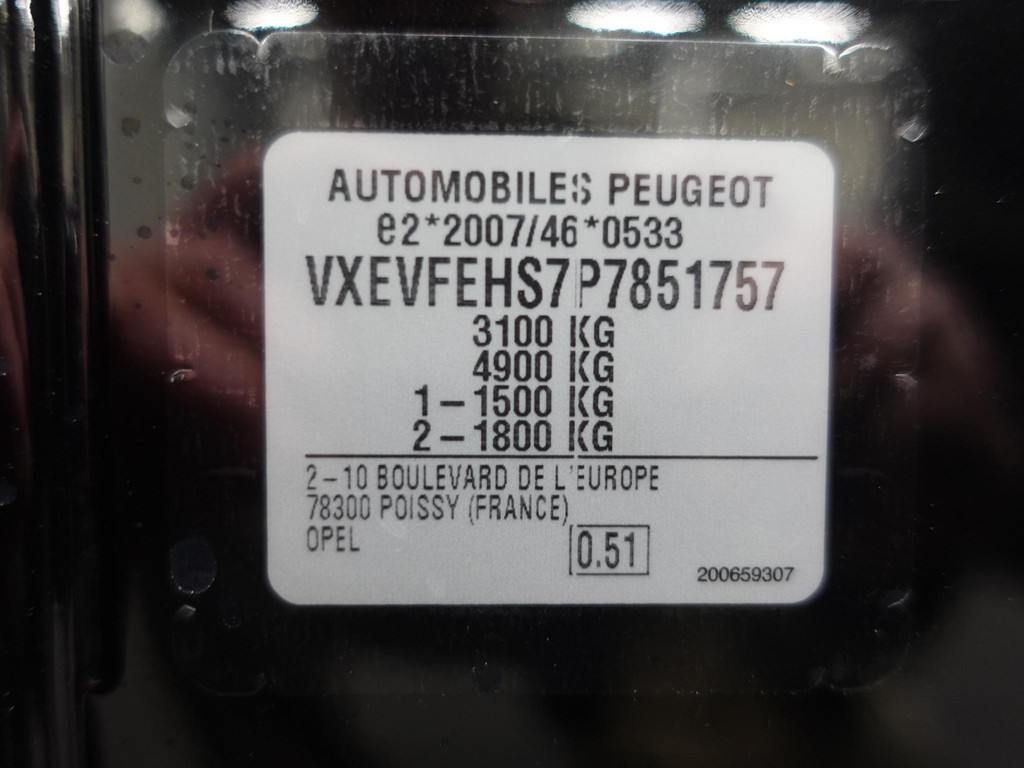 AUTOMOBILES PEUGEOT
e2*2007/46*0533
VXEVFEHS7P7851757
3100 KG
4900 KG
1-1500 KG
2-1800 KG
2-10 BOULEVARD DE L'EUROPE
78300 POISSY (FRANCE)
OPEL
0.51
200659307